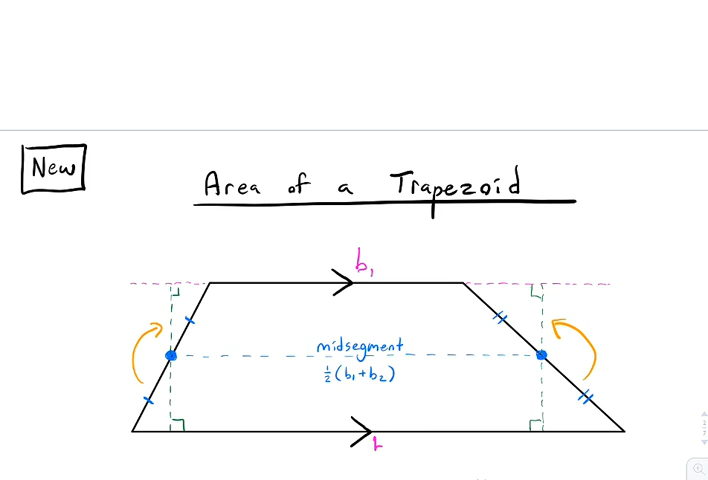 New
Area of a Trapezoid
b₁
midsegment
½(b₁+b₂)